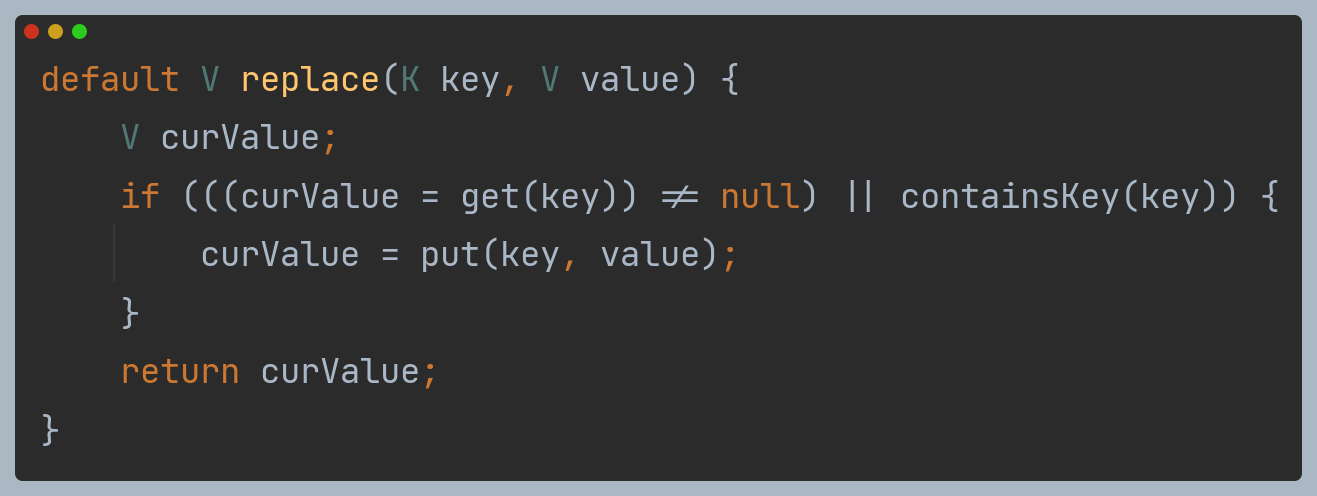 default V replace(K key, V value) {
    V curValue;
    if (((curValue = get(key)) != null) || containsKey(key)) {
        curValue = put(key, value);
    }
    return curValue;
}